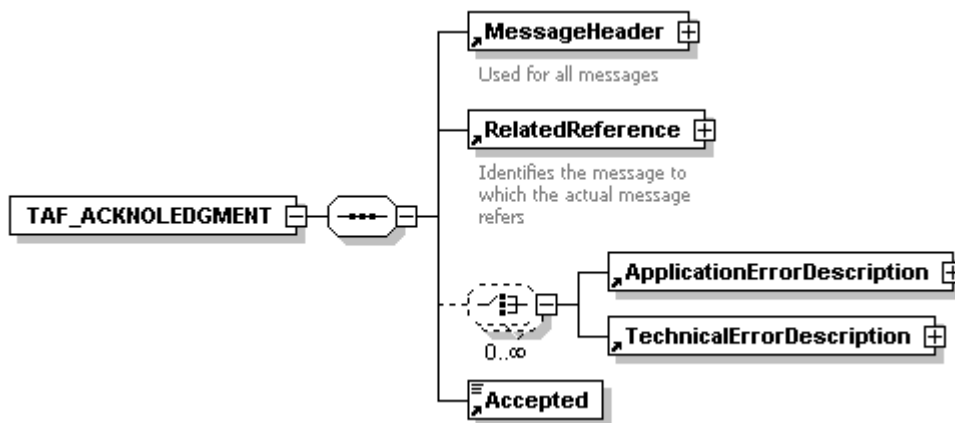 MessageHeader
Used for all messages
RelatedReference
Identifies the message to
which the actual message
refers
TAF_ACKNOLEDGMENT
ApplicationErrorDescription
TechnicalErrorDescription
0..∞
Accepted